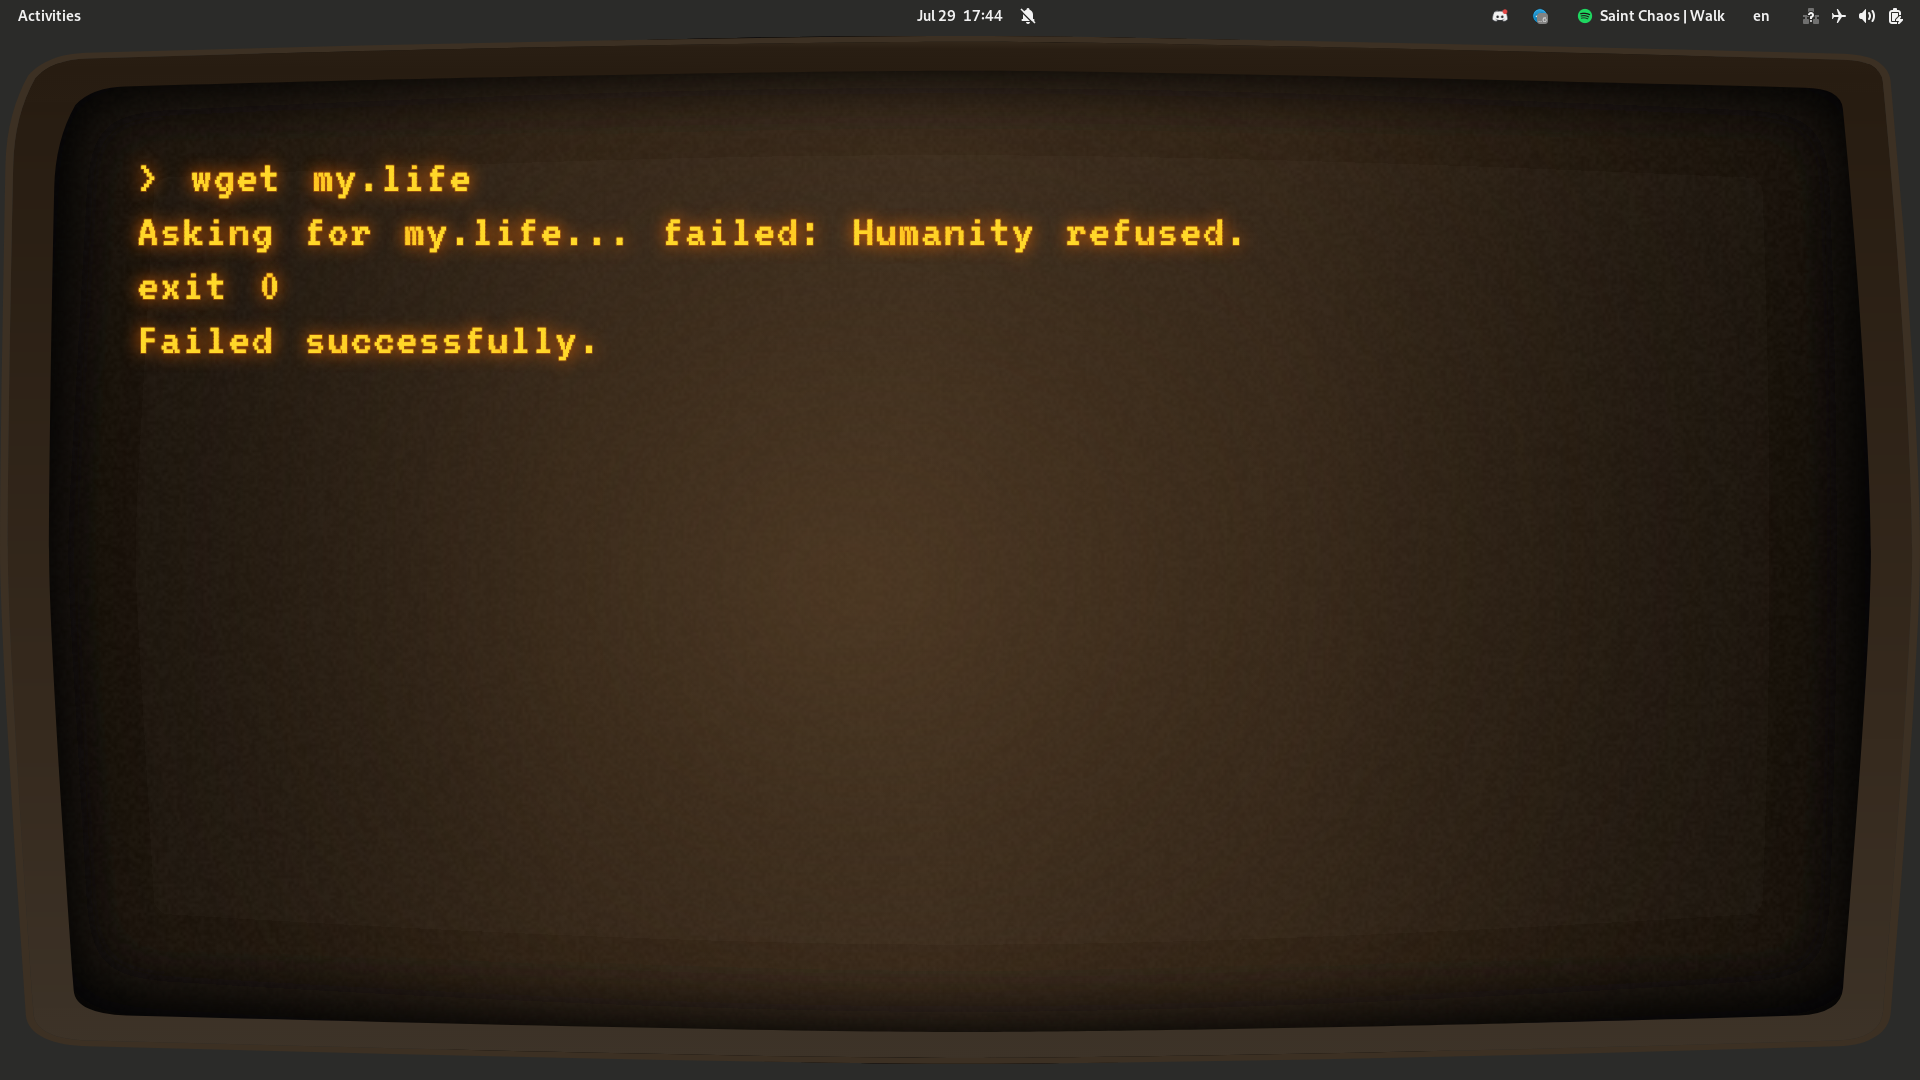 Activities
Jul 29 17:44
Saint Chaos | Walk
en
> wget my.life
Asking for my.life... failed: Humanity refused.
exit 0
Failed successfully.